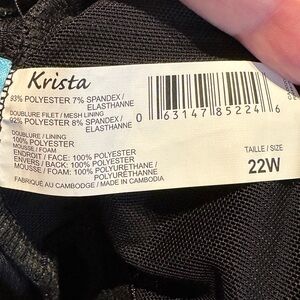 Krista
93% POLYESTER 7% SPANDEX /
ELASTHANNE
DOUBLURE FILET / MESH LINING
92% POLYESTER 8% SPANDEX /
ELASTHANNE
DOUBLURE / LINING
100% POLYESTER
MOUSSE / FOAM
ENDROIT / FACE: 100% POLYESTER
ENVERS / BACK: 100% POLYESTER
MOUSSE / FOAM: 100% POLYURETHANE /
POLYURÉTHANE
FABRIQUÉ AU CAMBODGE / MADE IN CAMBODIA
0 63147 85224 6
TAILLE / SIZE
22W